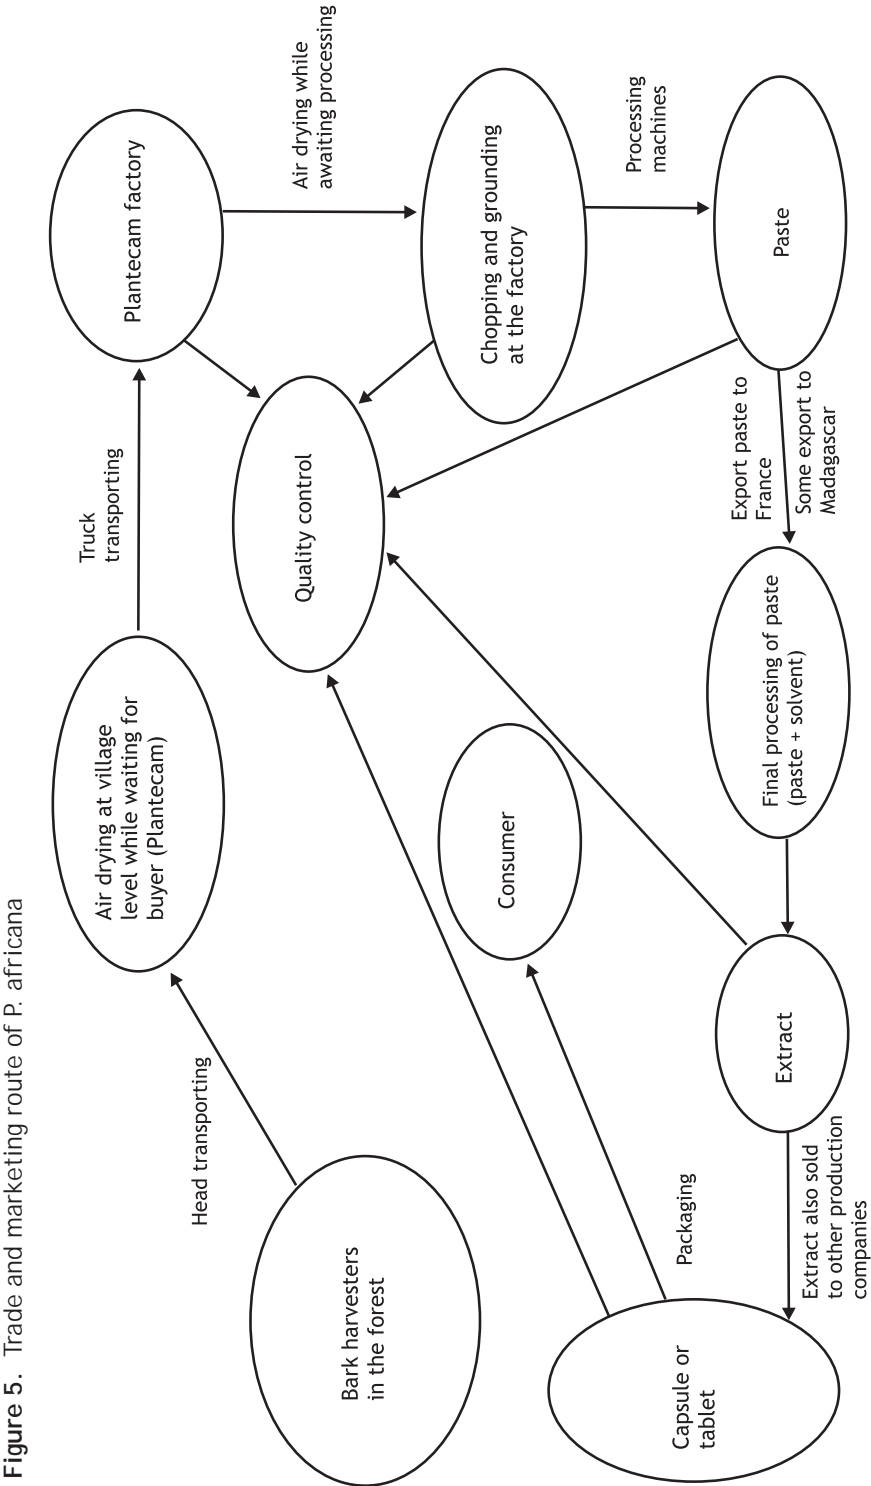 Figure 5. Trade and marketing route of P. africana
Bark harvesters
in the forest
Head transporting
Air drying at village
level while waiting for
buyer (Plantecam)
Truck
transporting
Plantecam factory
Air drying while
awaiting processing
Chopping and grounding
at the factory
Processing
machines
Paste
Quality control
Export paste to
France
Some export to
Madagascar
Final processing of paste
(paste + solvent)
Extract
Extract also sold
to other production
companies
Capsule or
tablet
Packaging
Consumer